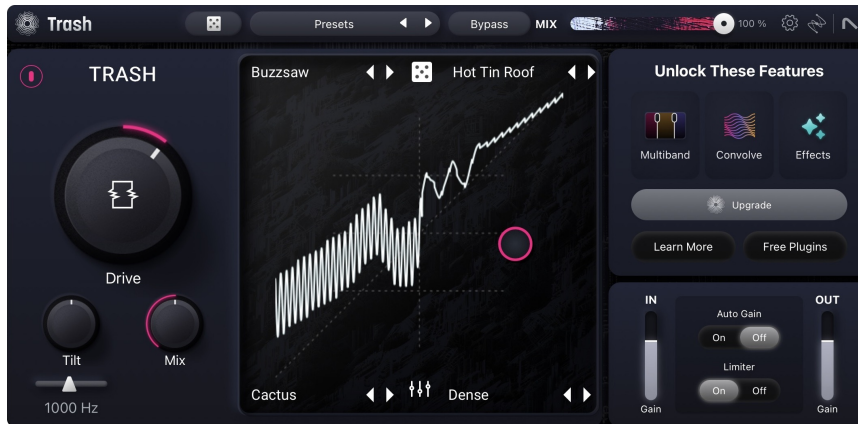 Trash
Presets
Bypass
MIX
100 %
TRASH
Drive
Tilt
Mix
1000 Hz
Buzzsaw
Hot Tin Roof
Cactus
Dense
Unlock These Features
Multiband
Convolve
Effects
Upgrade
Learn More
Free Plugins
IN
Auto Gain
On
Off
Limiter
On
Off
OUT
Gain
Gain